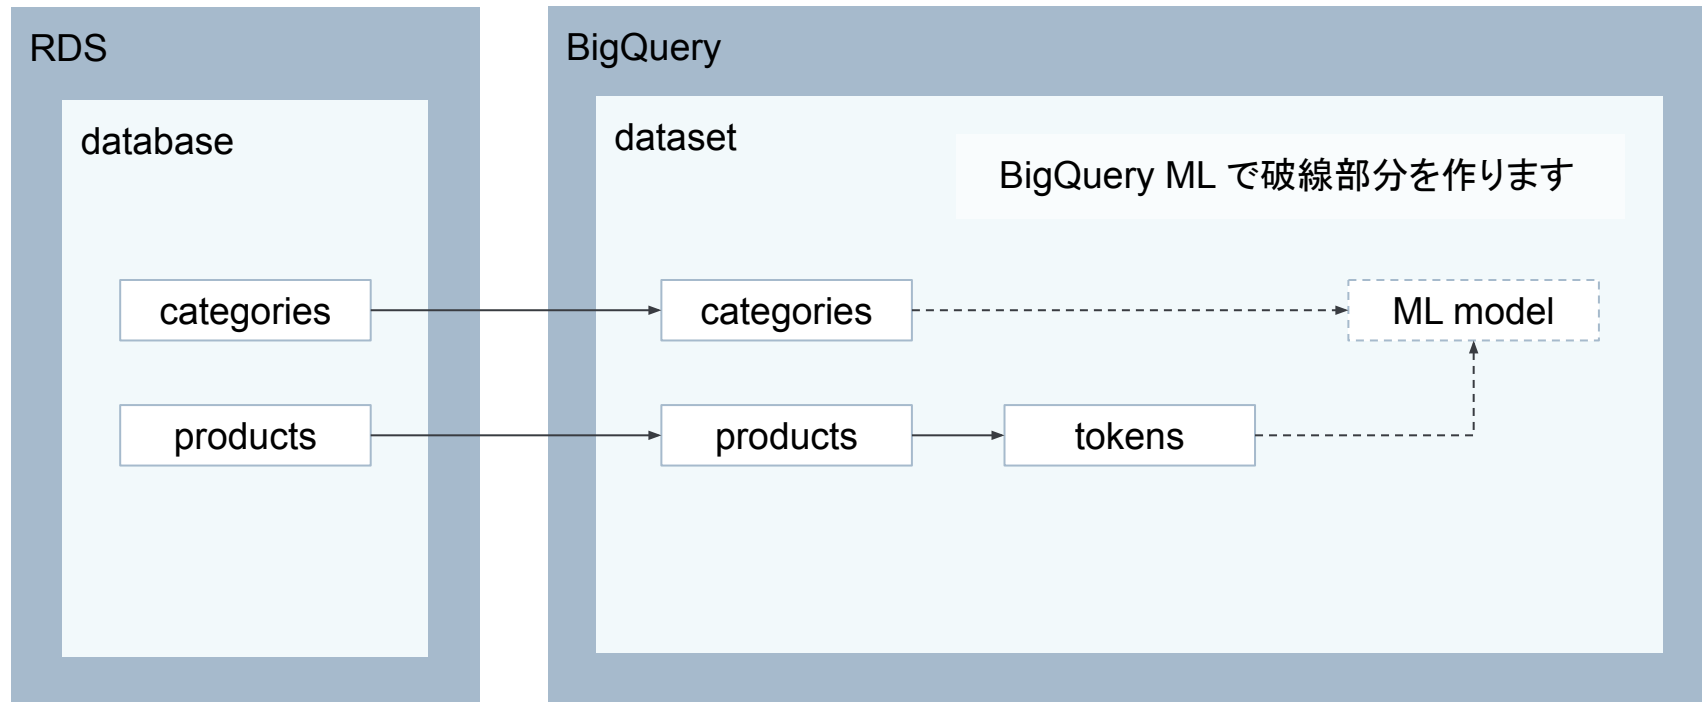 RDS
database
categories
products
BigQuery
dataset
BigQuery ML で破線部分を作ります
categories
ML model
products
tokens